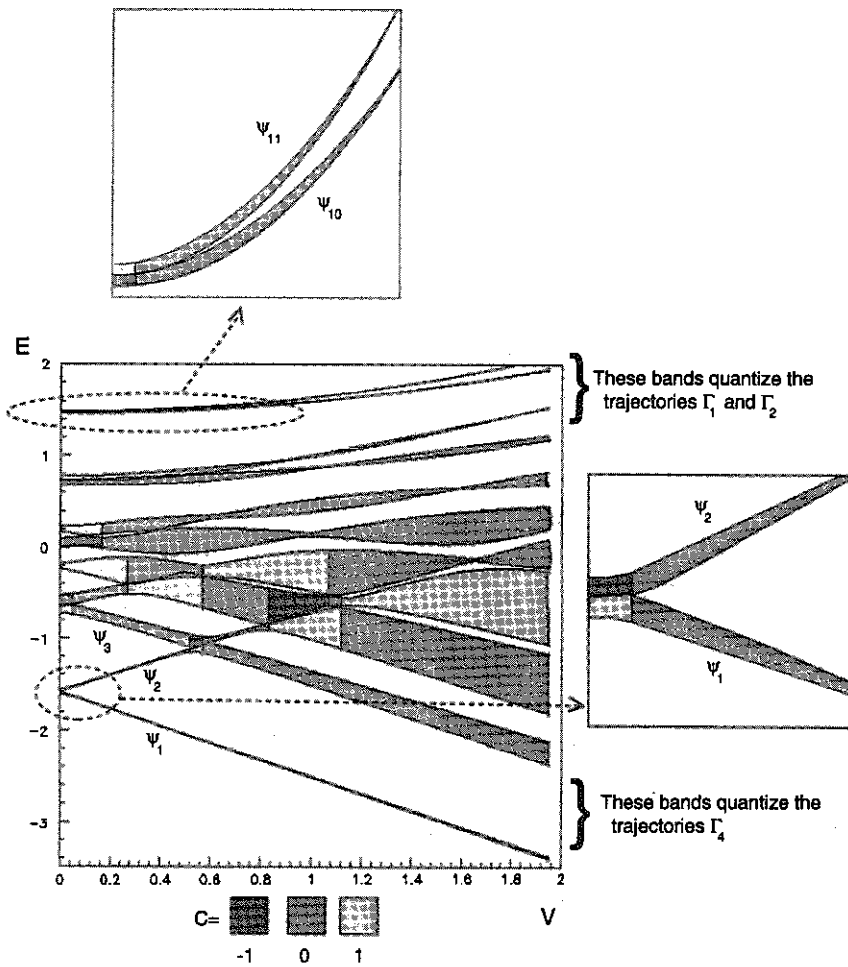 Ψ11
Ψ10
E
2
These bands quantize the
trajectories Γ1 and Γ2
1
Ψ2
0
-1
Ψ3
Ψ2
Ψ1
-2
Ψ1
These bands quantize the
trajectories Γ4
-3
0 0.2 0.4 0.6 0.8 1 1.2 1.4 1.6 1.8 2
C= V
-1 0 1